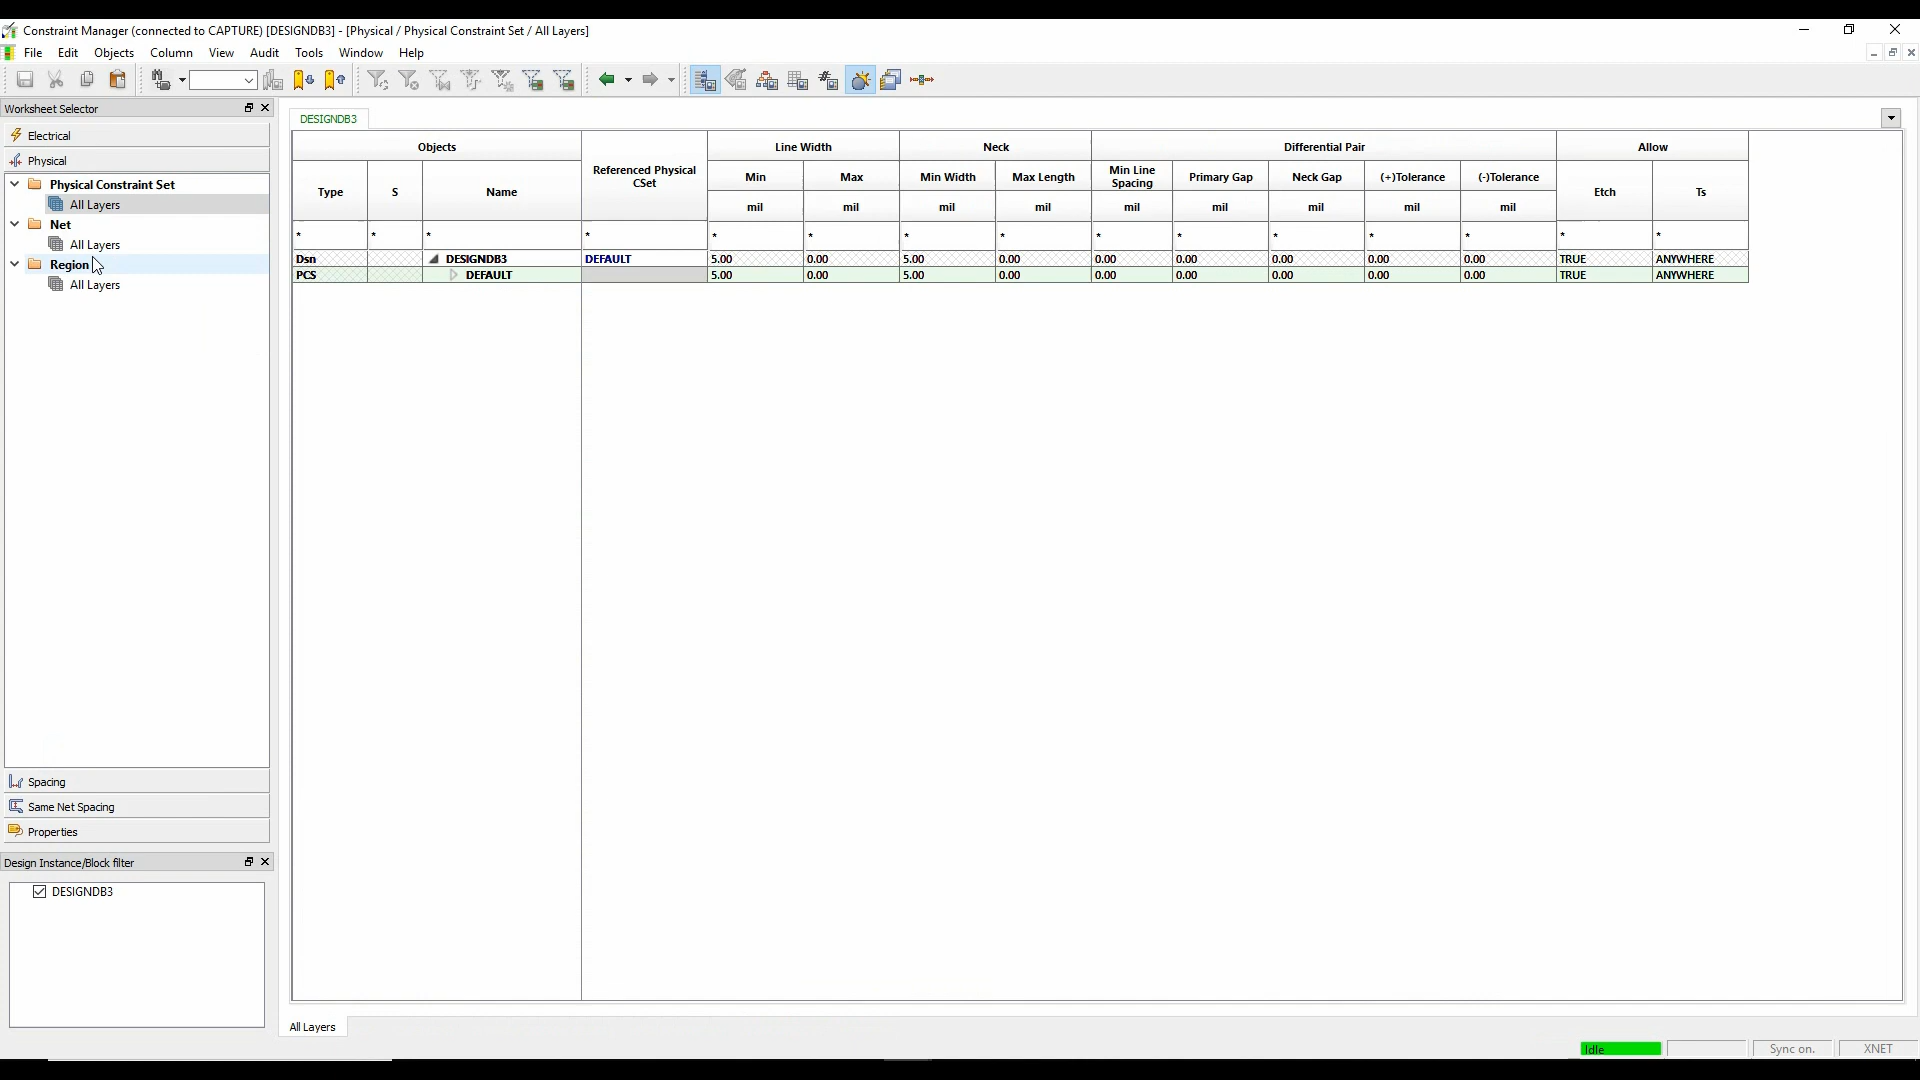 Constraint Manager (connected to CAPTURE) [DESIGNDB3] - [Physical / Physical Constraint Set / All Layers]
File Edit Objects Column View Audit Tools Window Help
Worksheet Selector
Electrical
Physical
Physical Constraint Set
All Layers
Net
All Layers
Region
All Layers
Spacing
Same Net Spacing
Properties
Design Instance/Block filter
DESIGNDB3
DESIGNDB3
Objects Referenced Physical CSet Line Width Neck Differential Pair Allow
Type S Name Min Max Min Width Max Length Min Line Spacing Primary Gap Neck Gap (+)Tolerance (-)Tolerance Etch Ts
mil mil mil mil mil mil mil mil mil
* * * * * * * * * * * * * * *
Dsn DESIGNDB3 DEFAULT 5.00 0.00 5.00 0.00 0.00 0.00 0.00 0.00 0.00 TRUE ANYWHERE
PCS DEFAULT 5.00 0.00 5.00 0.00 0.00 0.00 0.00 0.00 0.00 TRUE ANYWHERE
All Layers
Idle Sync on. XNET